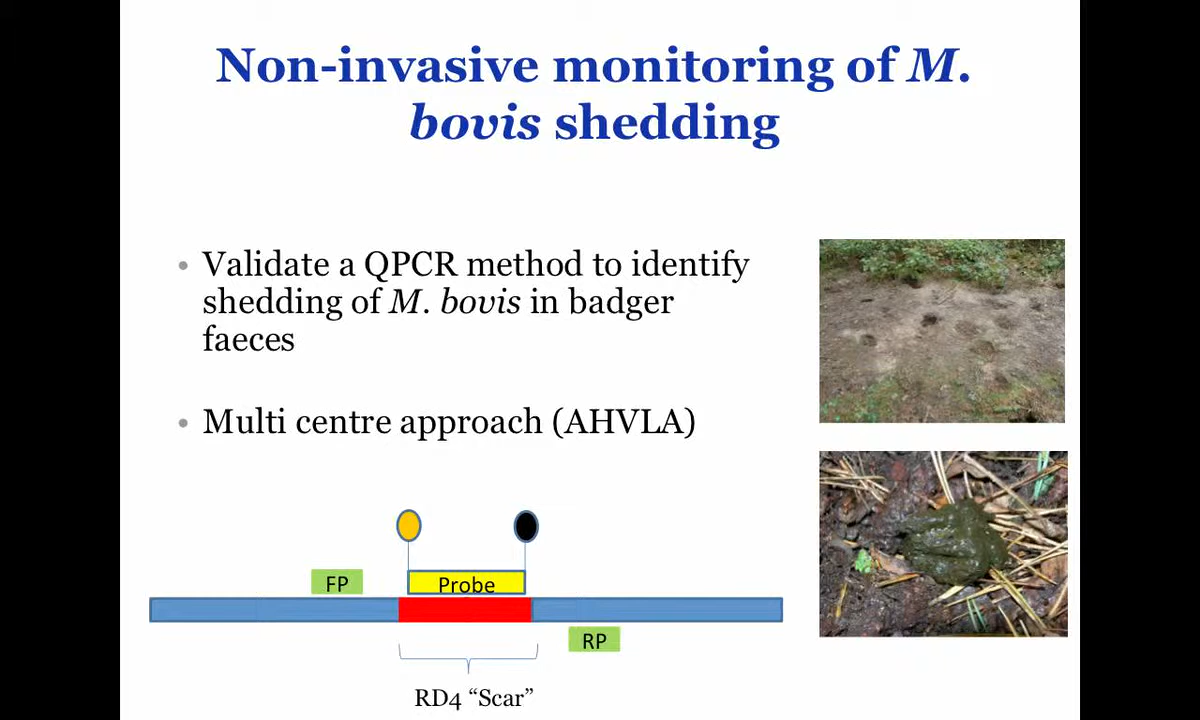 Non-invasive monitoring of M.
bovis shedding
• Validate a QPCR method to identify
shedding of M. bovis in badger
faeces
• Multi centre approach (AHVLA)
FP
Probe
RP
RD4 “Scar”